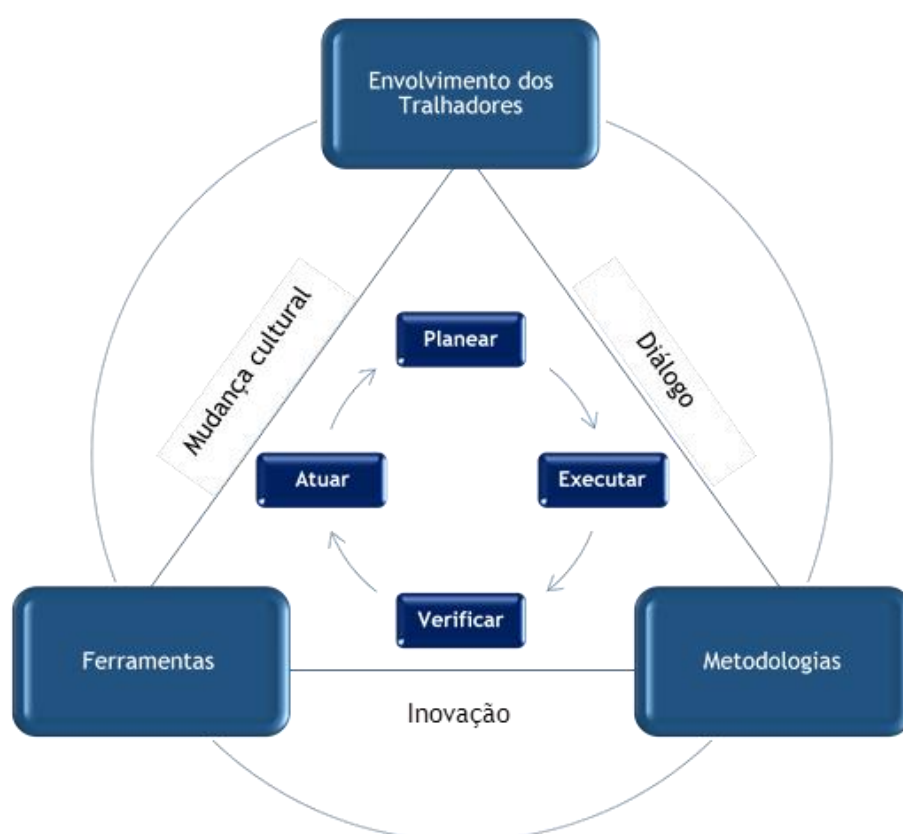 Envolvimento dos
Tralhadores
Mudança cultural
Diálogo
Planear
Atuar
Executar
Verificar
Ferramentas
Metodologias
Inovação